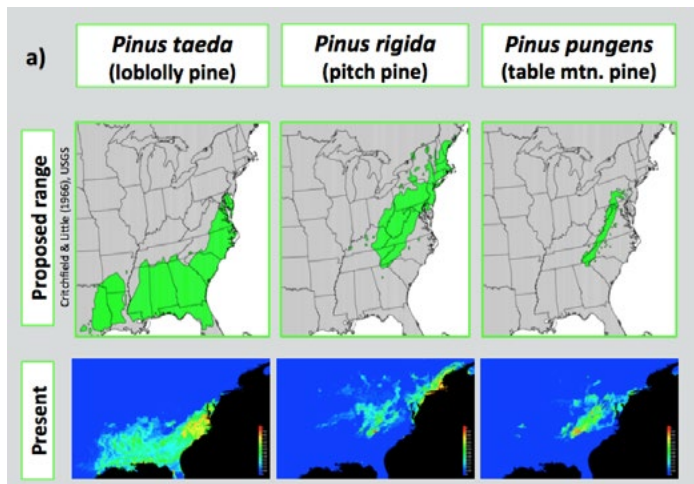 a)
Pinus taeda
(loblolly pine)
Pinus rigida
(pitch pine)
Pinus pungens
(table mtn. pine)
Proposed range
Critchfield & Little (1966), USGS
Present